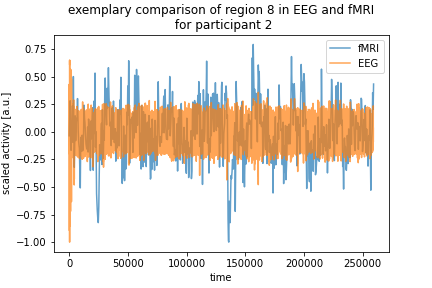 exemplary comparison of region 8 in EEG and fMRI
for participant 2
fMRI
EEG
scaled activity [a.u.]
0.75
0.50
0.25
0.00
−0.25
−0.50
−0.75
−1.00
0 50000 100000 150000 200000 250000
time